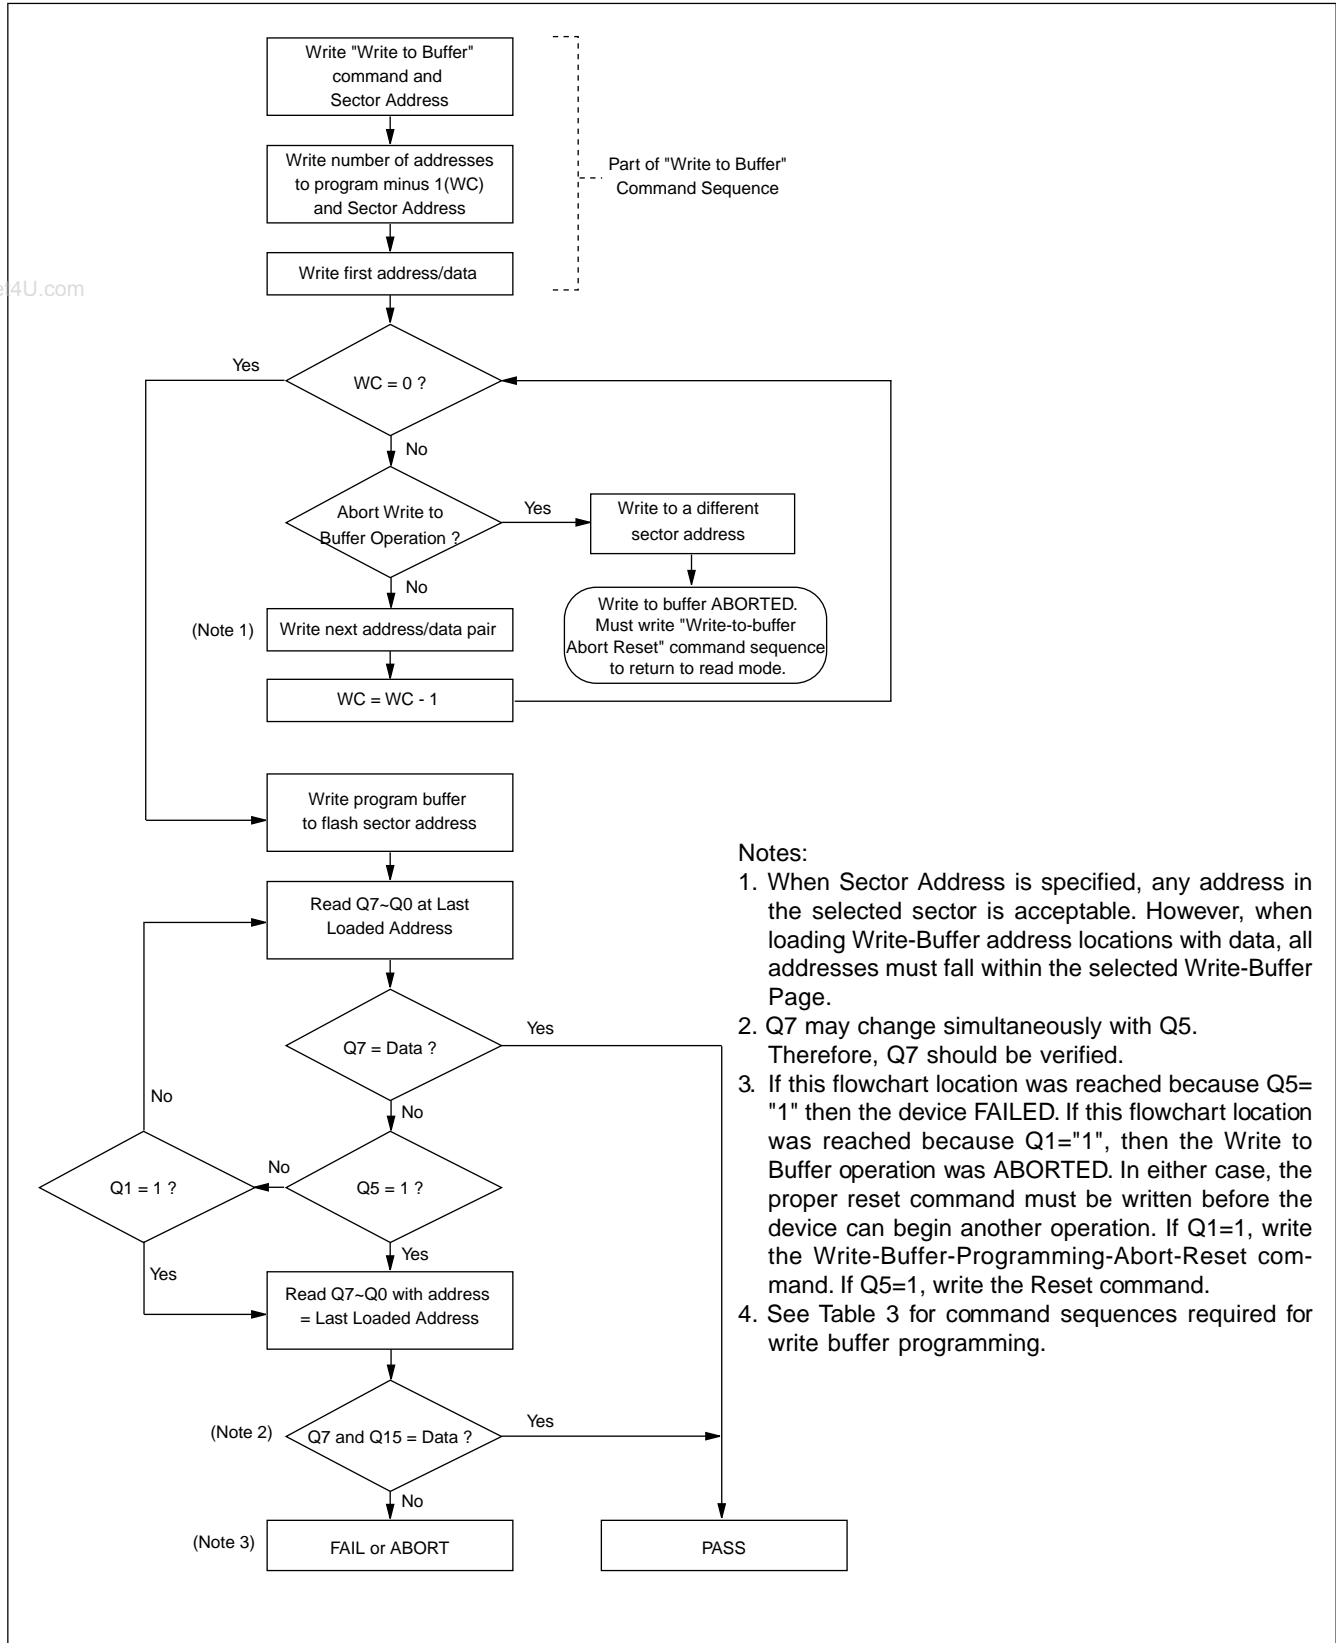 Write "Write to Buffer"
command and
Sector Address
Write number of addresses
to program minus 1(WC)
and Sector Address
Part of "Write to Buffer"
Command Sequence
Write first address/data
4U.com
Yes
WC = 0 ?
No
Abort Write to
Buffer Operation ?
Yes
Write to a different
sector address
No
(Note 1)
Write next address/data pair
Write to buffer ABORTED.
Must write "Write-to-buffer
Abort Reset" command sequence
to return to read mode.
WC = WC - 1
Write program buffer
to flash sector address
Read Q7~Q0 at Last
Loaded Address
Q7 = Data ?
Yes
No
No
Q1 = 1 ?
No
Q5 = 1 ?
Yes
Yes
Read Q7~Q0 with address
= Last Loaded Address
(Note 2)
Q7 and Q15 = Data ?
Yes
No
(Note 3)
FAIL or ABORT
PASS
Notes:
1. When Sector Address is specified, any address in
the selected sector is acceptable. However, when
loading Write-Buffer address locations with data, all
addresses must fall within the selected Write-Buffer
Page.
2. Q7 may change simultaneously with Q5.
Therefore, Q7 should be verified.
3. If this flowchart location was reached because Q5=
"1" then the device FAILED. If this flowchart location
was reached because Q1="1", then the Write to
Buffer operation was ABORTED. In either case, the
proper reset command must be written before the
device can begin another operation. If Q1=1, write
the Write-Buffer-Programming-Abort-Reset com-
mand. If Q5=1, write the Reset command.
4. See Table 3 for command sequences required for
write buffer programming.